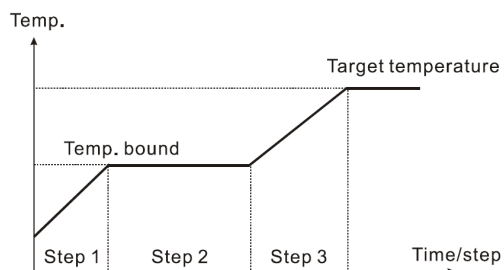 Temp.
Target temperature
Temp. bound
Step 1
Step 2
Step 3
Time/step